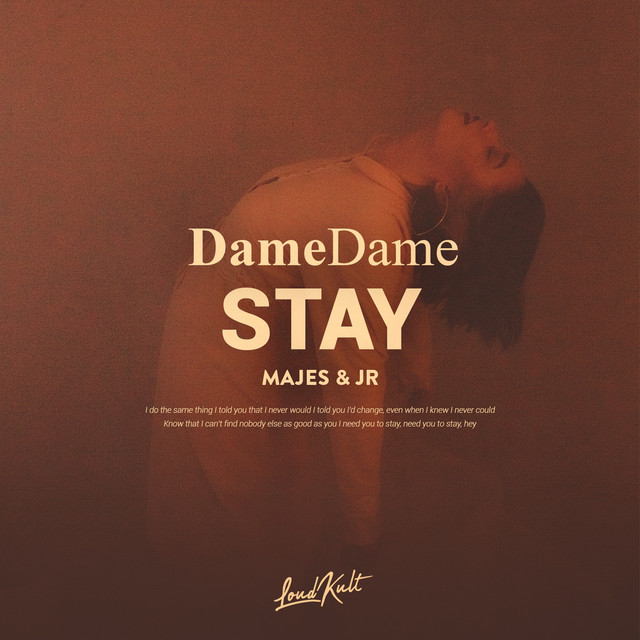 DameDame
STAY
MAJES & JR
I do the same thing I told you that I never would I told you I'd change, even when I knew I never could
Know that I can't find nobody else as good as you I need you to stay, need you to stay, hey
Loud Kult